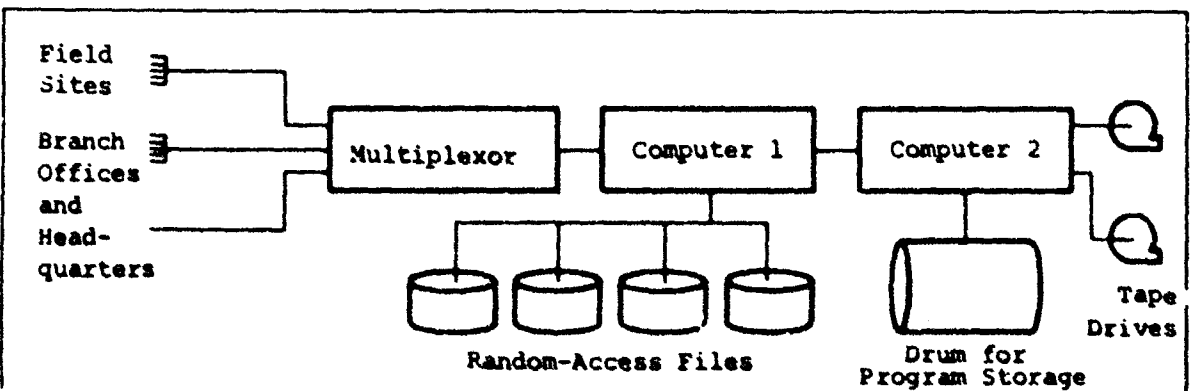 Field
Sites
Branch
Offices
and
Head-
quarters
Multiplexor
Computer 1
Computer 2
Random-Access Files
Drum for
Program Storage
Tape
Drives